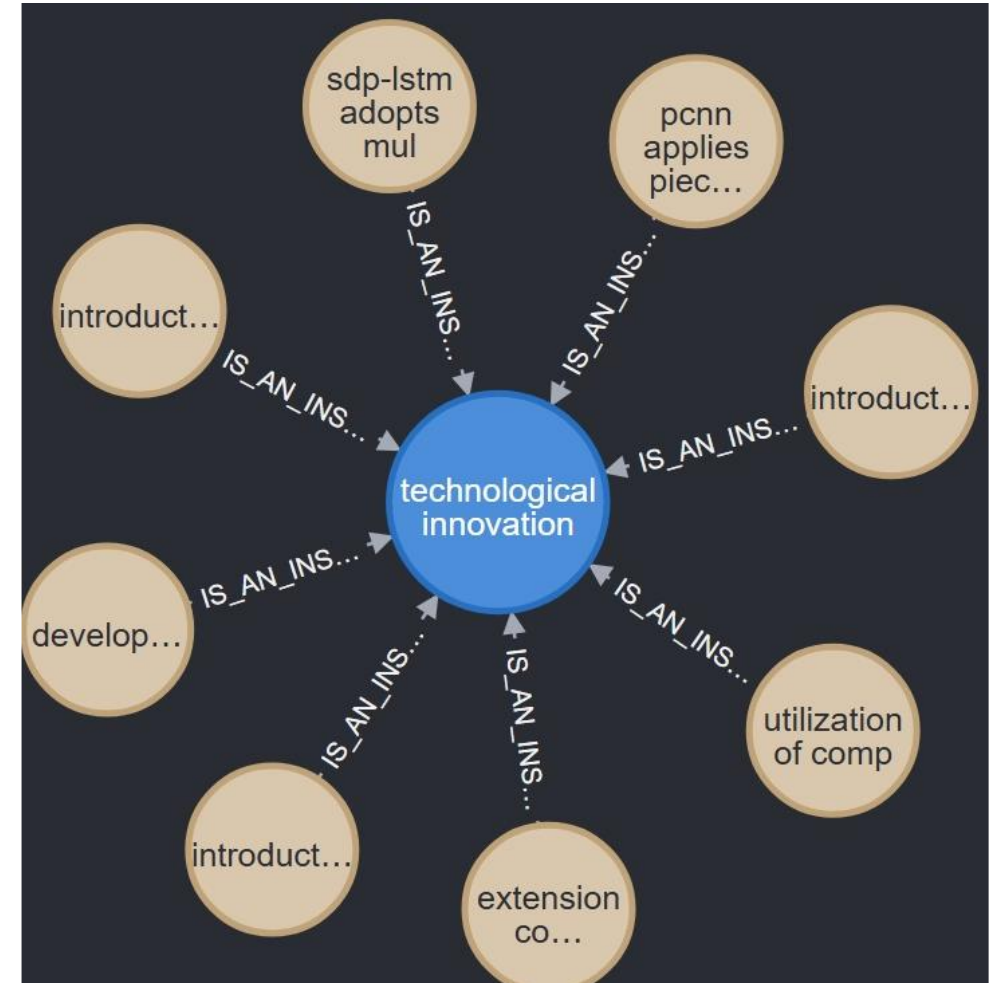 sdp-lstm
adopts
mul
pcnn
applies
piec…
IS_AN_INS…
IS_AN_INS…
introduct…
IS_AN_INS…
introduct…
IS_AN_INS…
technological
innovation
IS_AN_INS…
develop…
IS_AN_INS…
utilization
of comp
IS_AN_INS…
IS_AN_INS…
introduct…
extension
co…